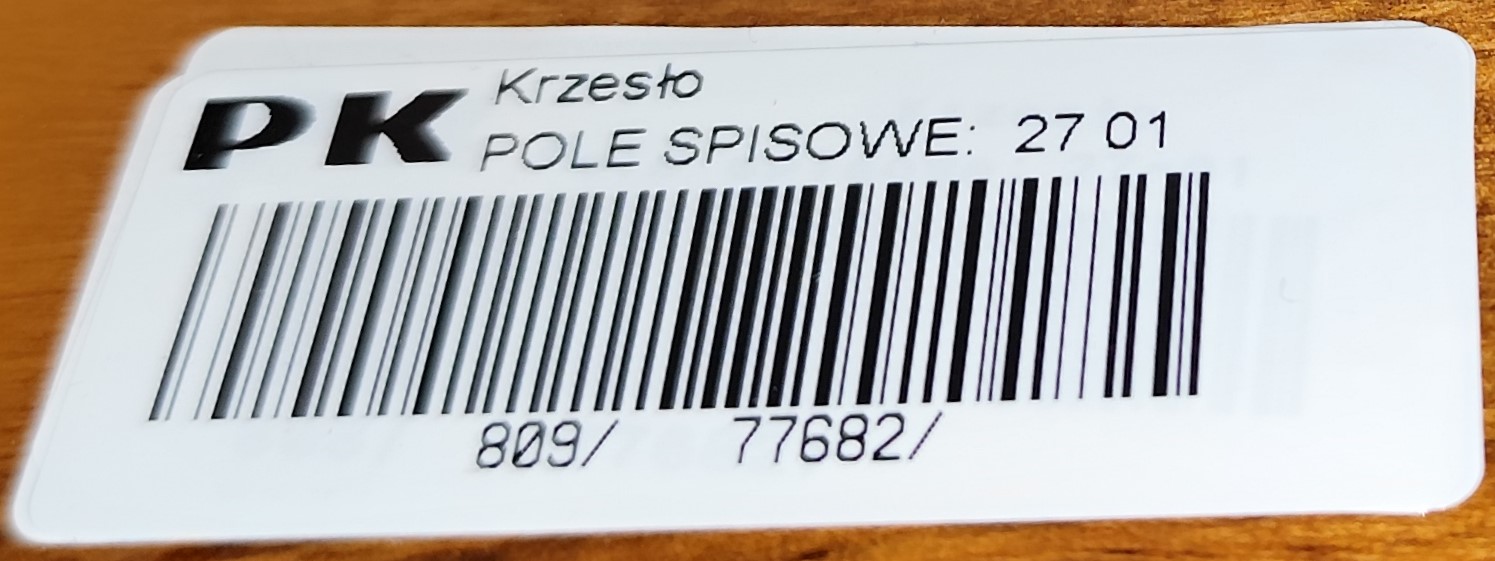 PK Krzesło
POLE SPISOWE: 27 01
809/ 77682/